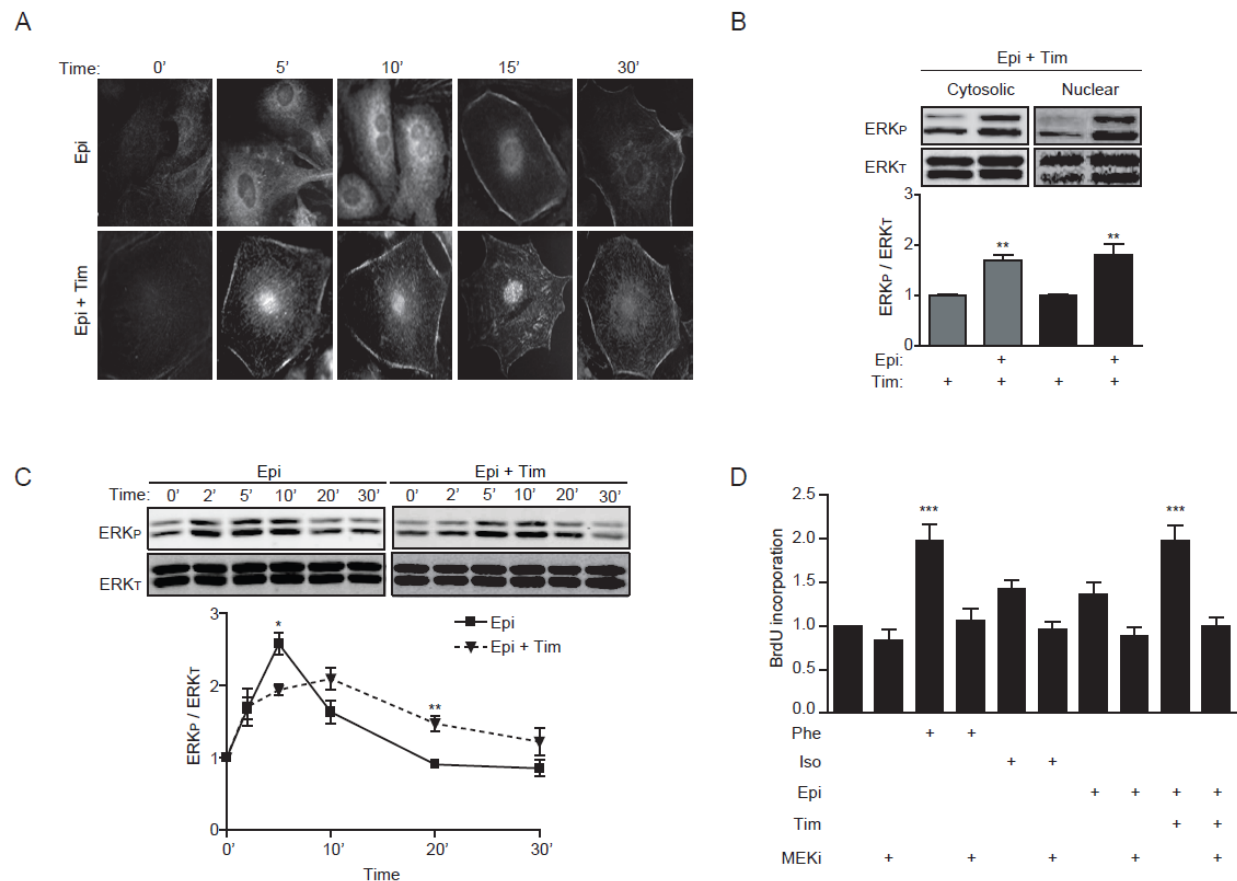 A
Time: 0' 5' 10' 15' 30'
Epi
Epi + Tim
B
Epi + Tim
Cytosolic Nuclear
ERKP
ERKT
ERKP / ERKT
3
2
1
0
** **
Epi: + +
Tim: + + + +
C
Epi Epi + Tim
Time: 0' 2' 5' 10' 20' 30' 0' 2' 5' 10' 20' 30'
ERKP
ERKT
ERKP / ERKT
3
2
1
0
*
**
Epi
Epi + Tim
0' 10' 20' 30'
Time
D
BrdU incorporation
2.5
2.0
1.5
1.0
0.5
0.0
*** ***
Phe + +
Iso + +
Epi + + + +
Tim + +
MEKi + + + + +